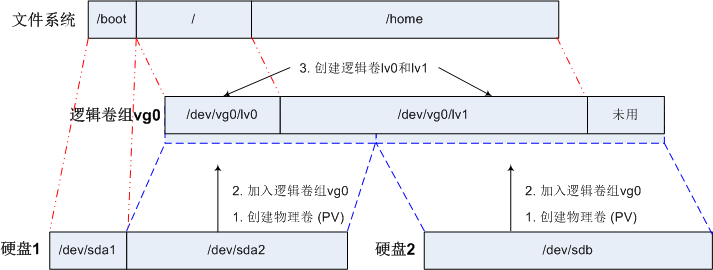 文件系统 /boot / /home
3. 创建逻辑卷lv0和lv1
逻辑卷组vg0 /dev/vg0/lv0 /dev/vg0/lv1 未用
2. 加入逻辑卷组vg0 2. 加入逻辑卷组vg0
1. 创建物理卷 (PV) 1. 创建物理卷 (PV)
硬盘1 /dev/sda1 /dev/sda2 硬盘2 /dev/sdb